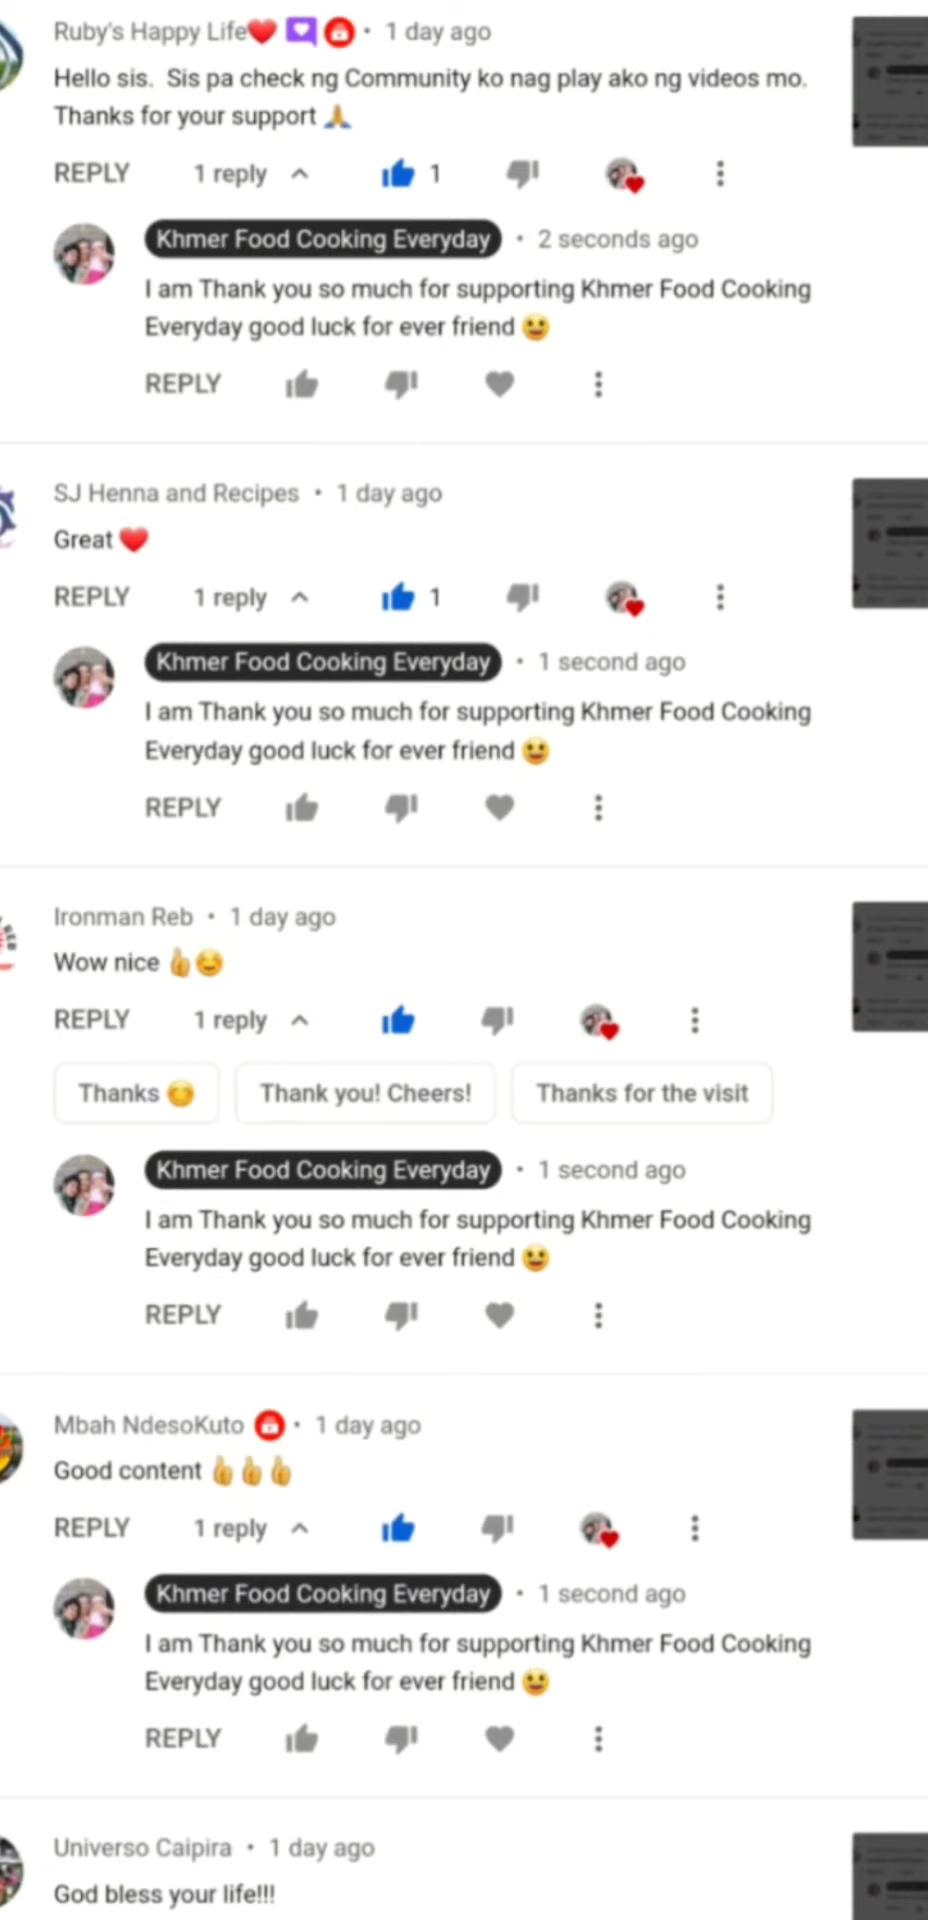 Ruby's Happy Life❤️ • 1 day ago
Hello sis. Sis pa check ng Community ko nag play ako ng videos mo.
Thanks for your support 🙏
REPLY 1 reply 1
Khmer Food Cooking Everyday • 2 seconds ago
I am Thank you so much for supporting Khmer Food Cooking
Everyday good luck for ever friend 😀
REPLY
SJ Henna and Recipes • 1 day ago
Great ❤️
REPLY 1 reply 1
Khmer Food Cooking Everyday • 1 second ago
I am Thank you so much for supporting Khmer Food Cooking
Everyday good luck for ever friend 😀
REPLY
Ironman Reb • 1 day ago
Wow nice 👍😊
REPLY 1 reply
Thanks 😊 Thank you! Cheers! Thanks for the visit
Khmer Food Cooking Everyday • 1 second ago
I am Thank you so much for supporting Khmer Food Cooking
Everyday good luck for ever friend 😀
REPLY
Mbah NdesoKuto • 1 day ago
Good content 👍👍👍
REPLY 1 reply
Khmer Food Cooking Everyday • 1 second ago
I am Thank you so much for supporting Khmer Food Cooking
Everyday good luck for ever friend 😀
REPLY
Universo Caipira • 1 day ago
God bless your life!!!